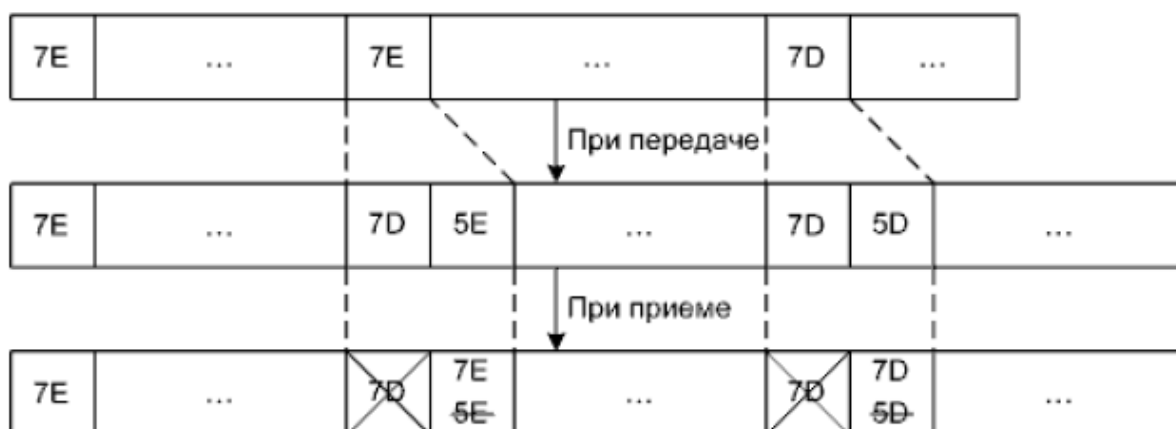 7E ... 7E ... 7D ...
При передаче
7E ... 7D 5E ... 7D 5D ...
При приеме
7E ... 7D 7E ... 7D 7D ...
5E 5D